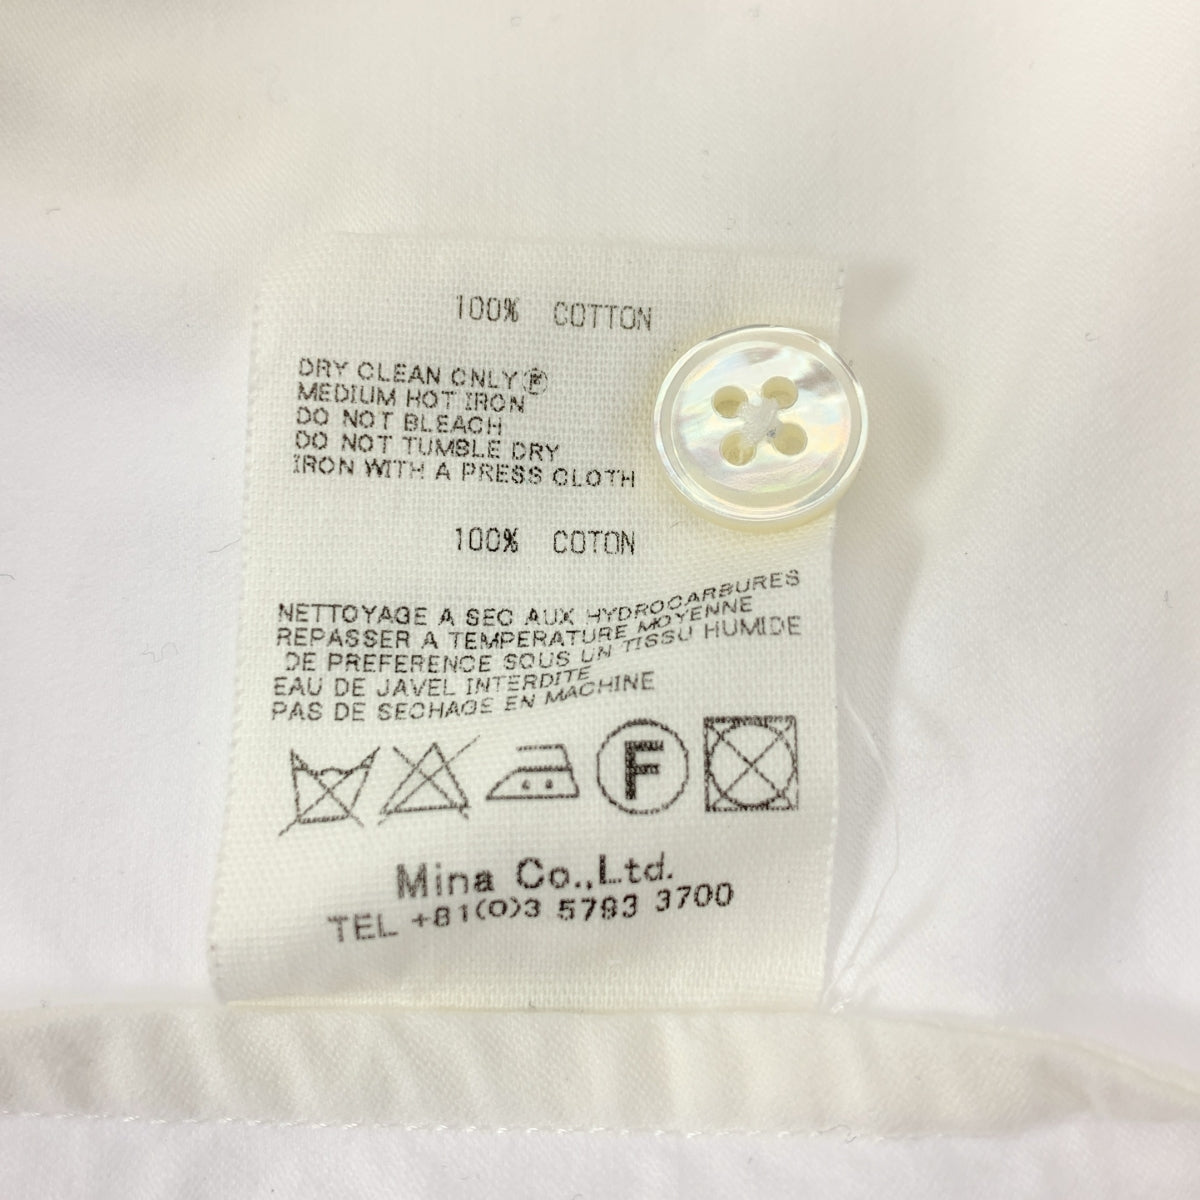 100% COTTON
DRY CLEAN ONLY Ⓕ
MEDIUM HOT IRON
DO NOT BLEACH
DO NOT TUMBLE DRY
IRON WITH A PRESS CLOTH
100% COTON
NETTOYAGE A SEC AUX HYDROCARBURES
REPASSER A TEMPERATURE MOYENNE
DE PREFERENCE SOUS UN TISSU HUMIDE
EAU DE JAVEL INTERDITE
PAS DE SECHAGE EN MACHINE
F
Mina Co.,Ltd.
TEL +81(0)3 5793 3700